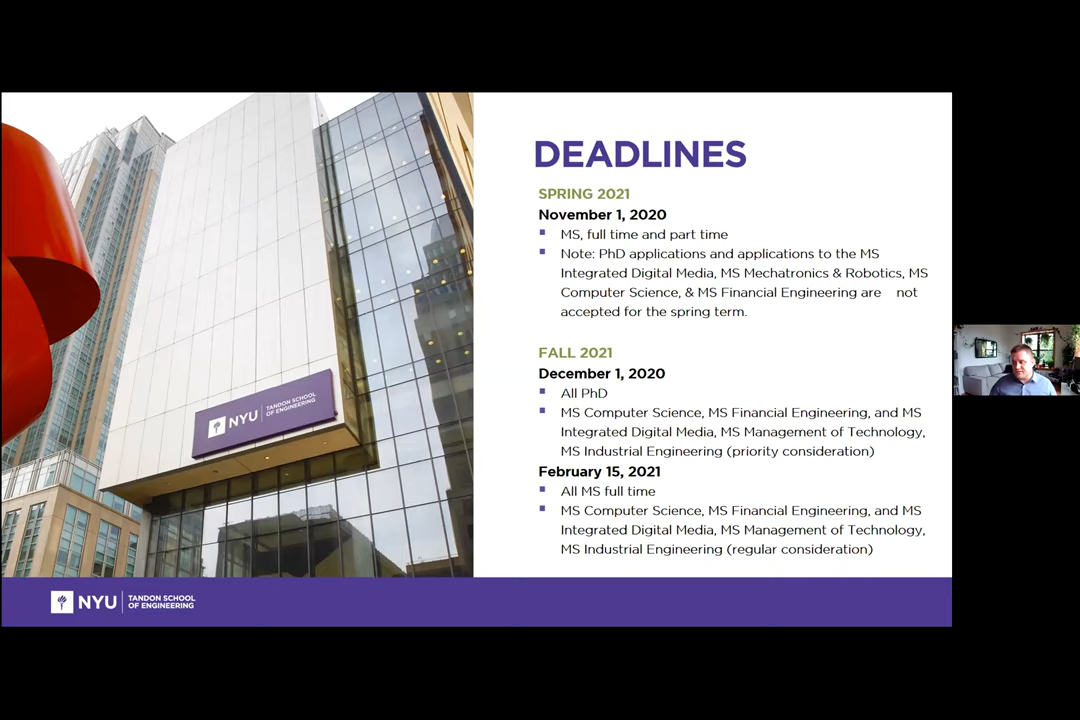 DEADLINES
SPRING 2021
November 1, 2020
MS, full time and part time
Note: PhD applications and applications to the MS
Integrated Digital Media, MS Mechatronics & Robotics, MS
Computer Science, & MS Financial Engineering are not
accepted for the spring term.
FALL 2021
December 1, 2020
All PhD
MS Computer Science, MS Financial Engineering, and MS
Integrated Digital Media, MS Management of Technology,
MS Industrial Engineering (priority consideration)
February 15, 2021
All MS full time
MS Computer Science, MS Financial Engineering, and MS
Integrated Digital Media, MS Management of Technology,
MS Industrial Engineering (regular consideration)
NYU TANDON SCHOOL
OF ENGINEERING
NYU TANDON SCHOOL
OF ENGINEERING